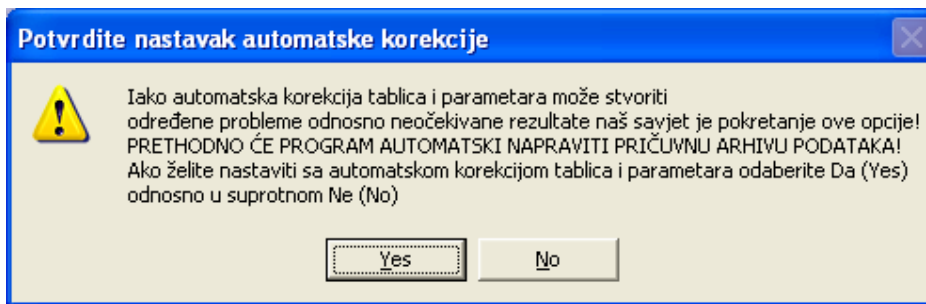 Potvrdite nastavak automatske korekcije
Iako automatska korekcija tablica i parametara može stvoriti
određene probleme odnosno neočekivane rezultate naš savjet je pokretanje ove opcije!
PRETHODNO ĆE PROGRAM AUTOMATSKI NAPRAVITI PRIČUVNU ARHIVU PODATAKA!
Ako želite nastaviti sa automatskom korekcijom tablica i parametara odaberite Da (Yes)
odnosno u suprotnom Ne (No)
Yes No